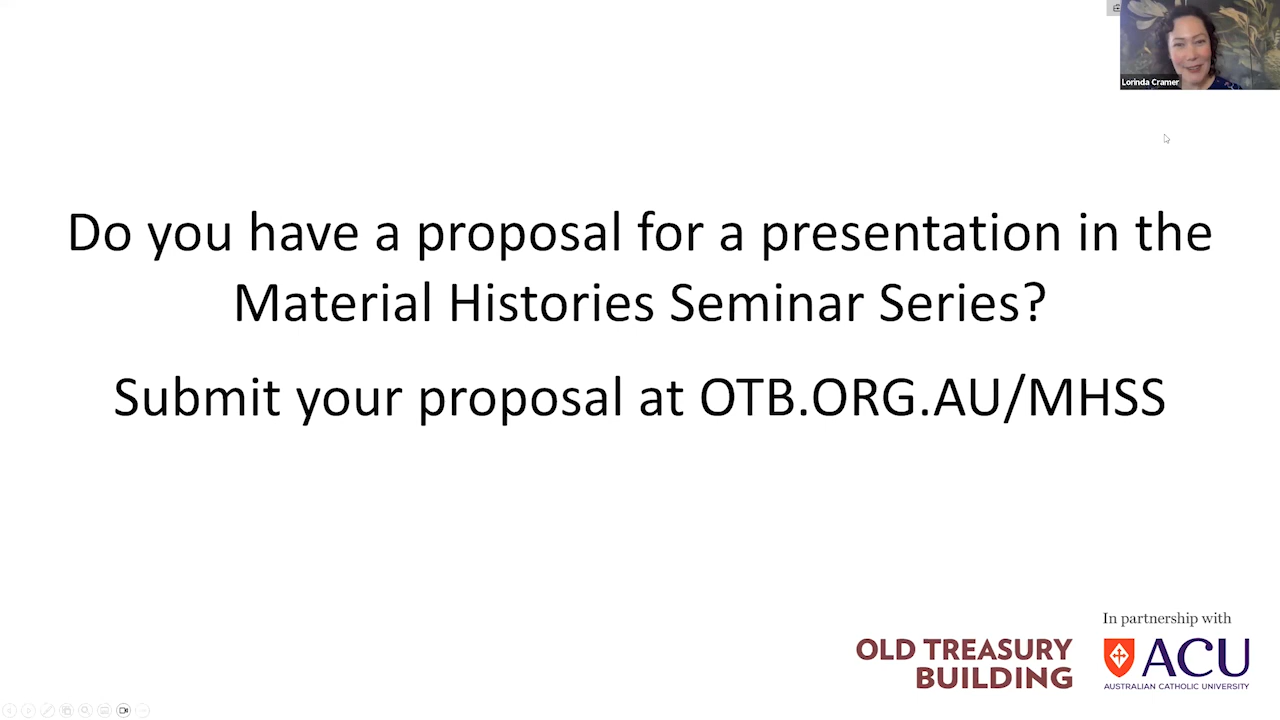 Lorinda Cramer
Do you have a proposal for a presentation in the
Material Histories Seminar Series?
Submit your proposal at OTB.ORG.AU/MHSS
In partnership with
OLD TREASURY
BUILDING
ACU
AUSTRALIAN CATHOLIC UNIVERSITY